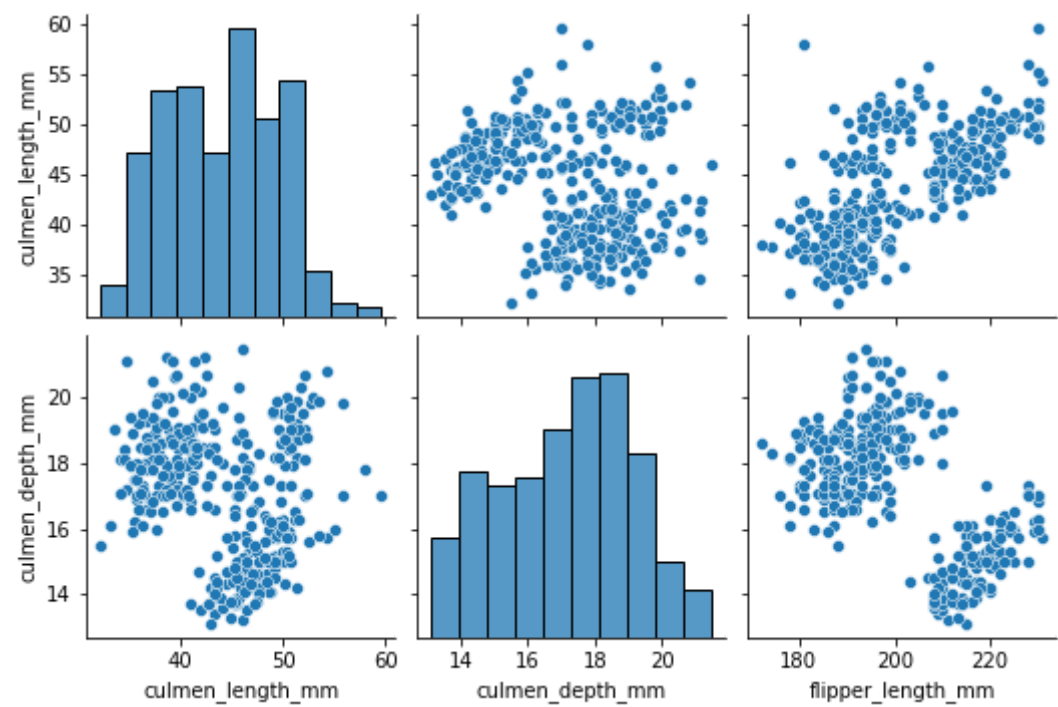 culmen_length_mm
60
55
50
45
40
35
culmen_depth_mm
20
18
16
14
40 50 60
14 16 18 20
180 200 220
culmen_length_mm
culmen_depth_mm
flipper_length_mm